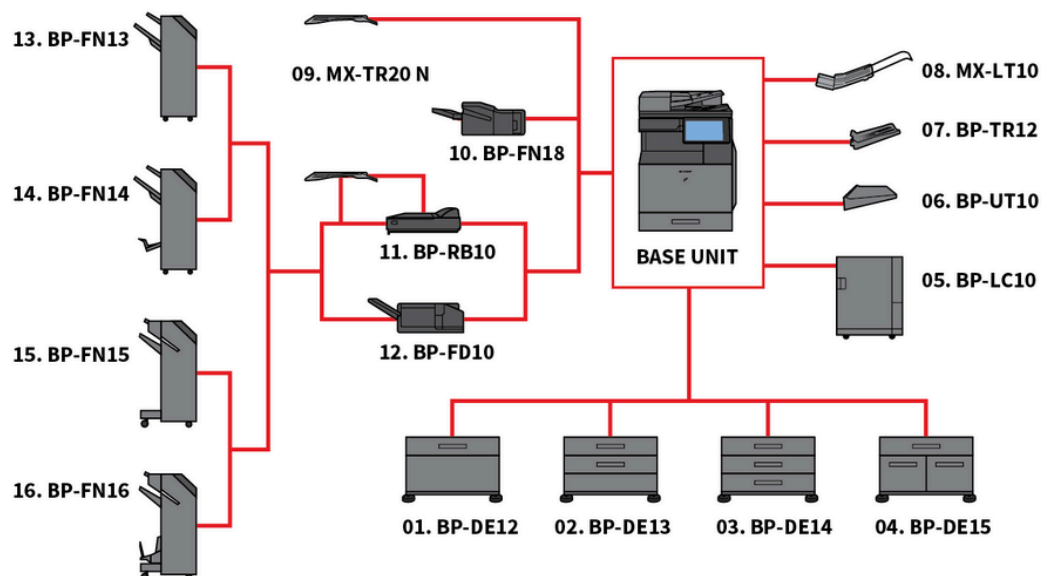 13. BP-FN13
09. MX-TR20 N
08. MX-LT10
07. BP-TR12
10. BP-FN18
14. BP-FN14
06. BP-UT10
11. BP-RB10
BASE UNIT
05. BP-LC10
15. BP-FN15
12. BP-FD10
16. BP-FN16
01. BP-DE12
02. BP-DE13
03. BP-DE14
04. BP-DE15